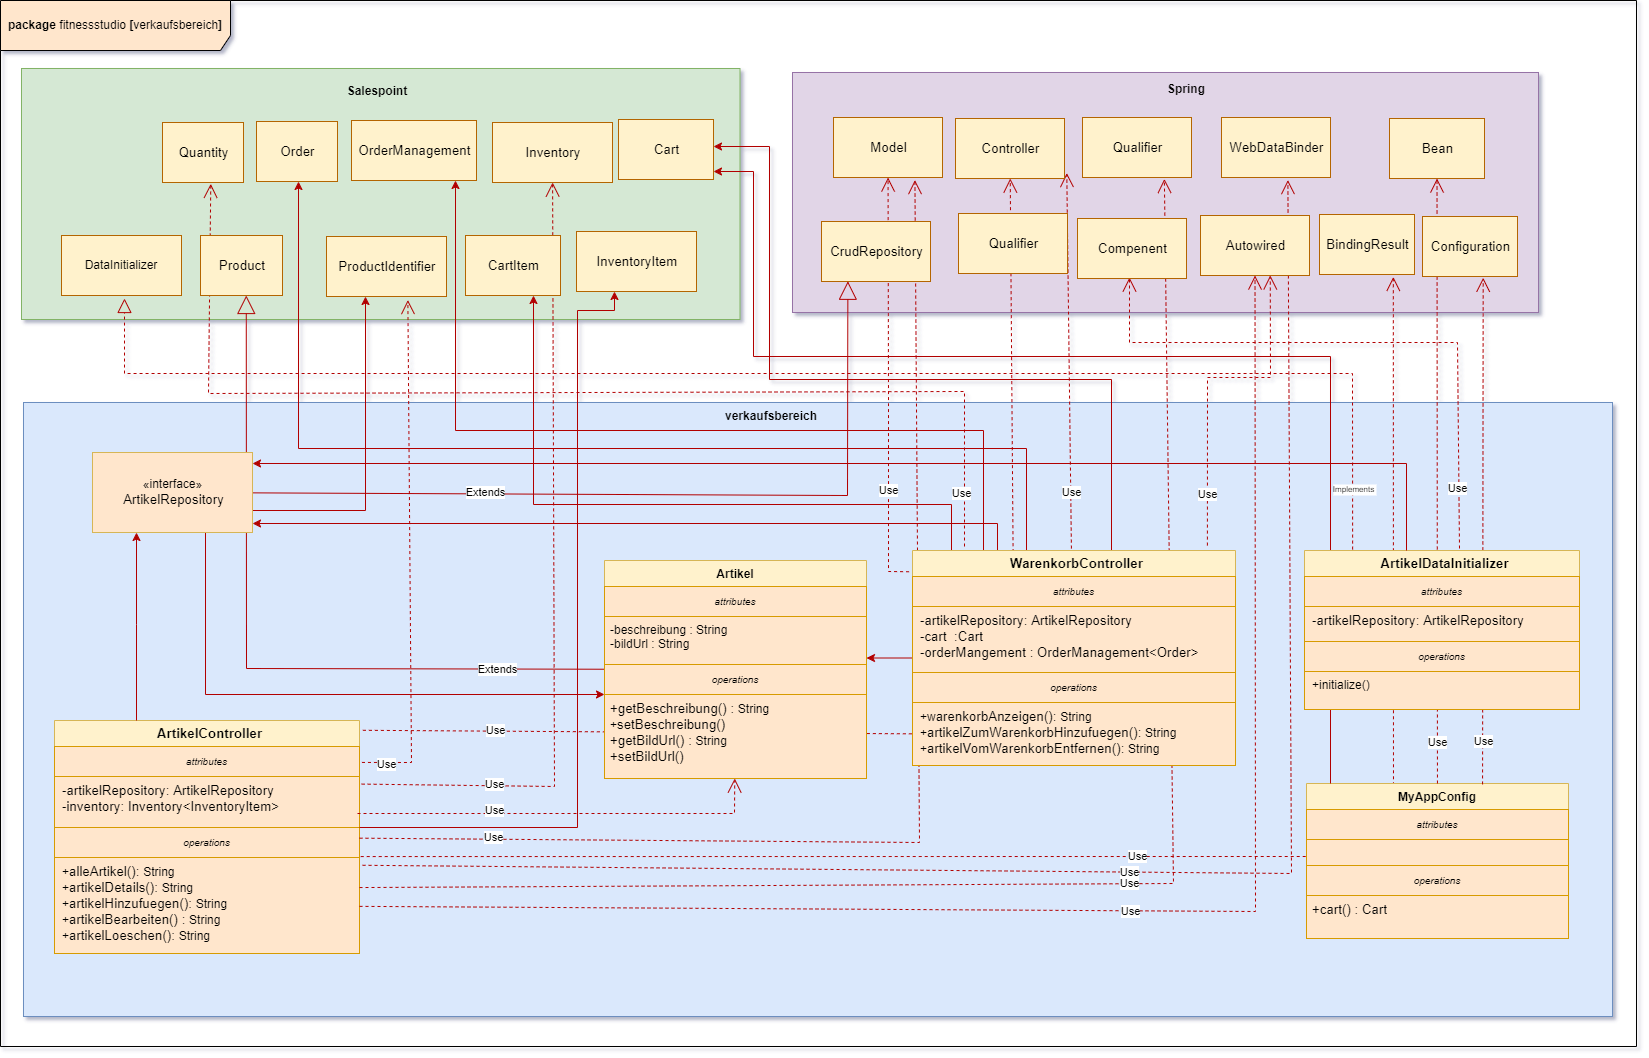 package fitnessstudio [verkaufsbereich]
Salespoint
Spring
Quantity
Order
OrderManagement
Inventory
Cart
Model
Controller
Qualifier
WebDataBinder
Bean
DataInitializer
Product
ProductIdentifier
CartItem
InventoryItem
CrudRepository
Qualifier
Compenent
Autowired
BindingResult
Configuration
verkaufsbereich
«interface»
ArtikelRepository
Extends
Use
Use
Use
Use
Implements
Use
Artikel
attributes
-beschreibung : String
-bildUrl : String
operations
+getBeschreibung() : String
+setBeschreibung()
+getBildUrl() : String
+setBildUrl()
WarenkorbController
attributes
-artikelRepository: ArtikelRepository
-cart  :Cart
-orderMangement : OrderManagement<Order>
operations
+warenkorbAnzeigen(): String
+artikelZumWarenkorbHinzufuegen(): String
+artikelVomWarenkorbEntfernen(): String
ArtikelDataInitializer
attributes
-artikelRepository: ArtikelRepository
operations
+initialize()
Extends
ArtikelController
attributes
-artikelRepository: ArtikelRepository
-inventory: Inventory<InventoryItem>
operations
+alleArtikel(): String
+artikelDetails(): String
+artikelHinzufuegen(): String
+artikelBearbeiten() : String
+artikelLoeschen(): String
Use
Use
Use
Use
Use
Use
Use
Use
Use
Use
Use
MyAppConfig
attributes
operations
+cart() : Cart